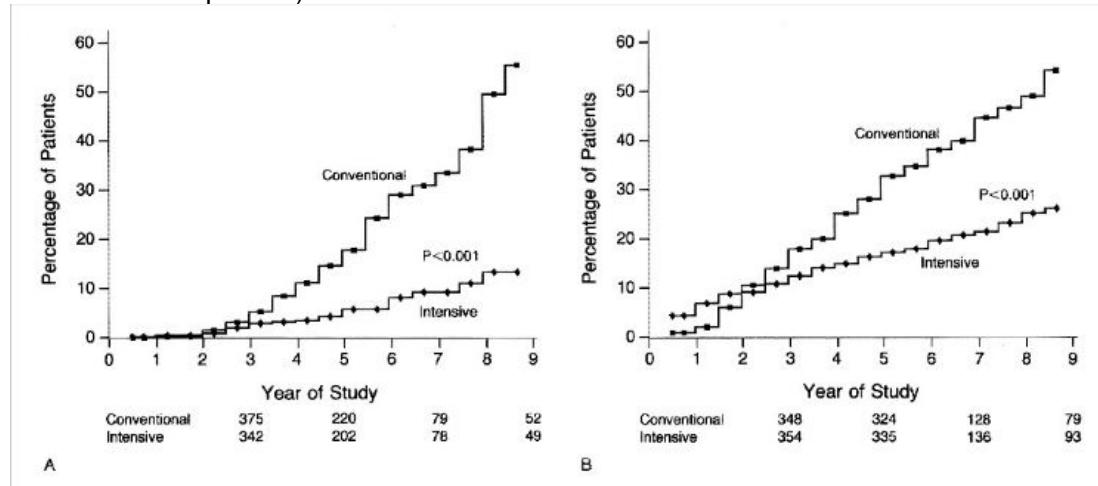 60
50
40
30
20
10
0
Percentage of Patients
Conventional
P<0.001
Intensive
0 1 2 3 4 5 6 7 8 9
Year of Study
Conventional 375 220 79 52
Intensive 342 202 78 49
A
60
50
40
30
20
10
0
Percentage of Patients
Conventional
P<0.001
Intensive
0 1 2 3 4 5 6 7 8 9
Year of Study
Conventional 348 324 128 79
Intensive 354 335 136 93
B